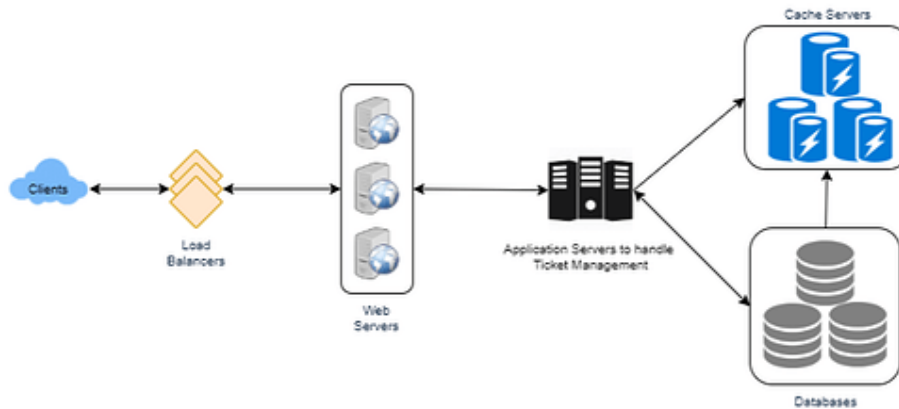 Cache Servers
Clients
Load
Balancers
Web
Servers
Application Servers to handle
Ticket Management
Databases